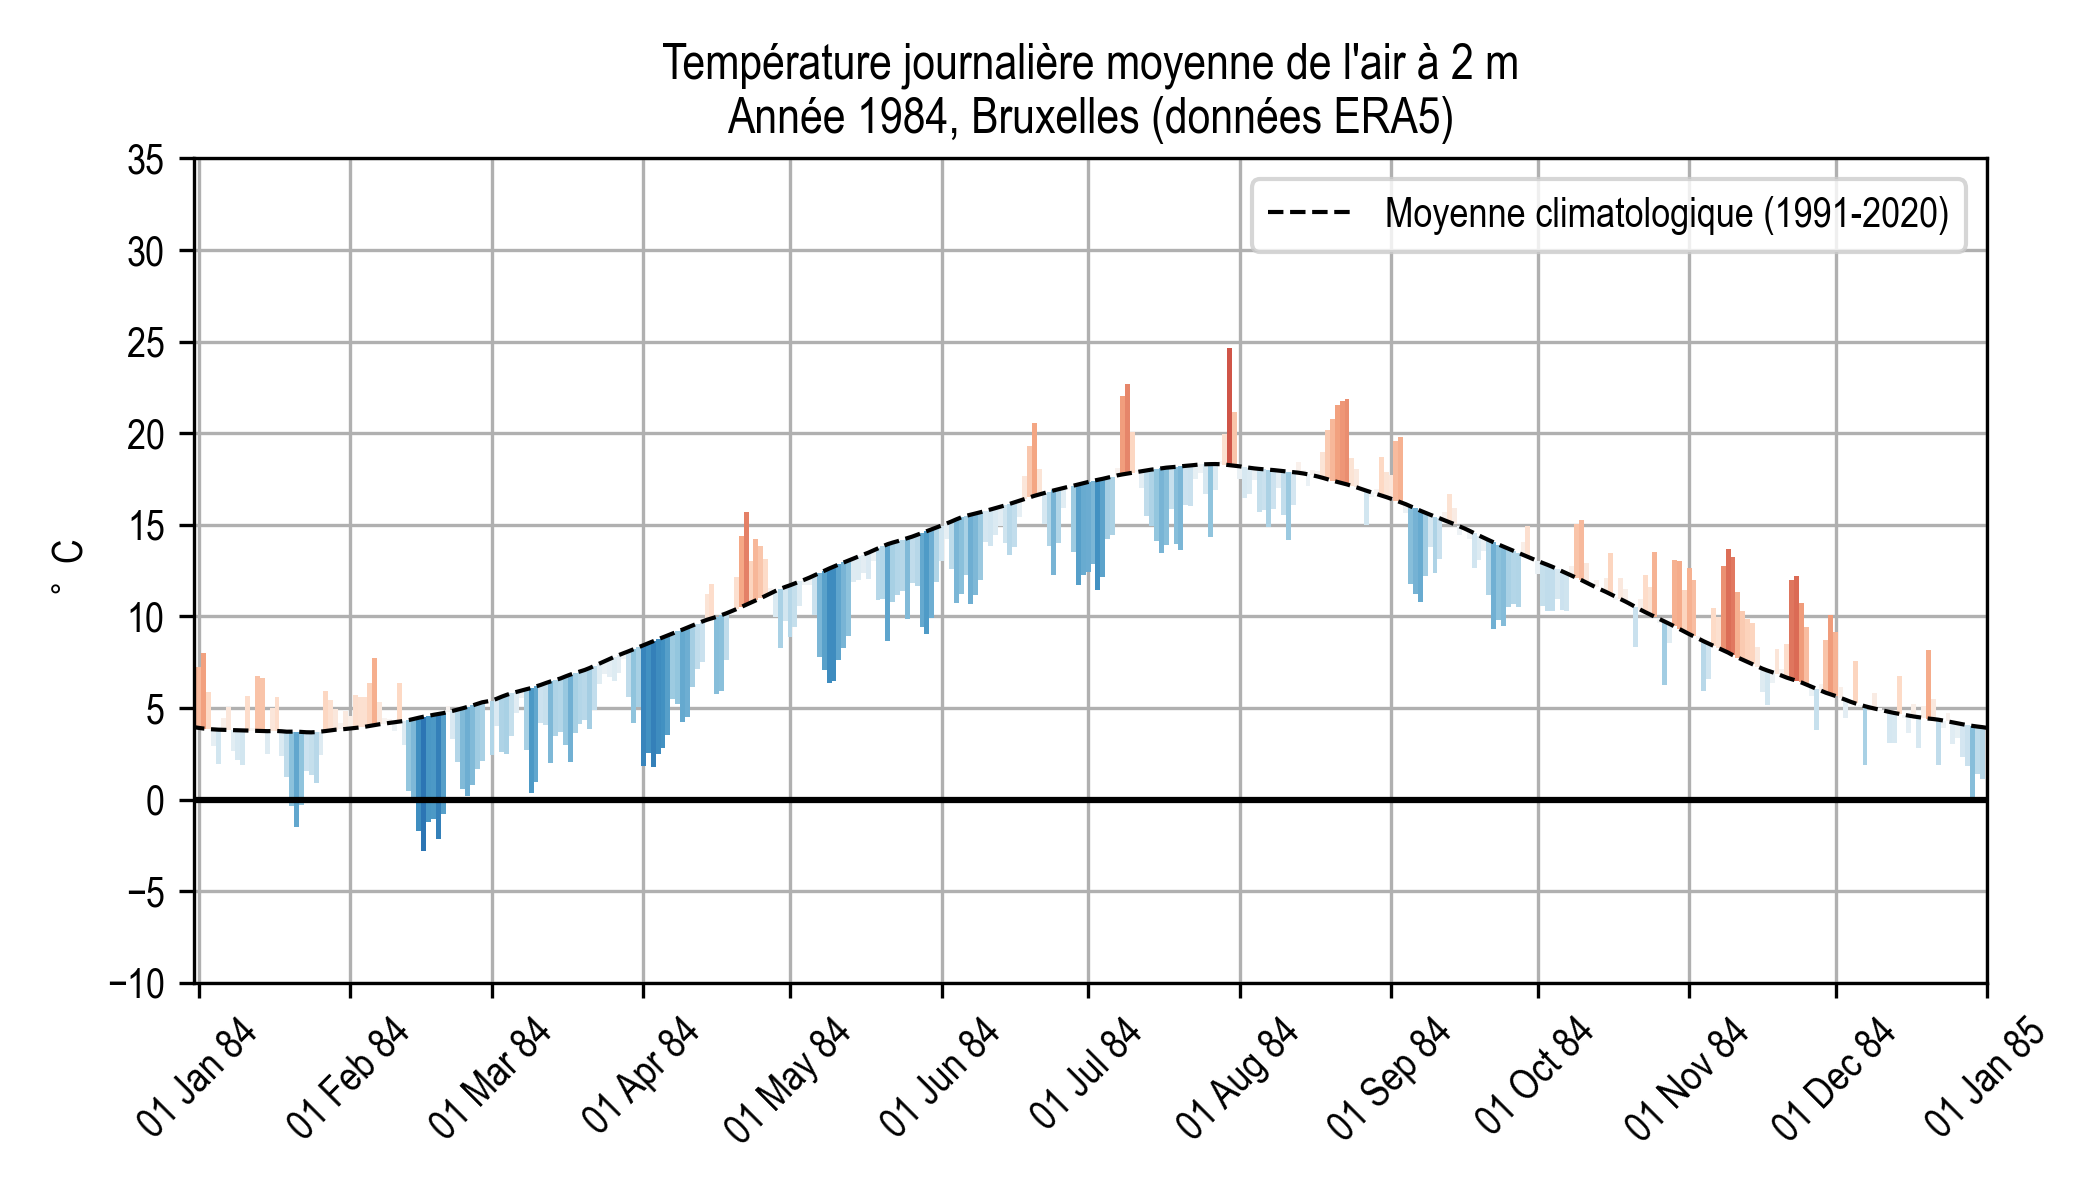 Température journalière moyenne de l'air à 2 m
Année 1984, Bruxelles (données ERA5)
Moyenne climatologique (1991-2020)
° C
35
30
25
20
15
10
5
0
−5
−10
01 Jan 84
01 Feb 84
01 Mar 84
01 Apr 84
01 May 84
01 Jun 84
01 Jul 84
01 Aug 84
01 Sep 84
01 Oct 84
01 Nov 84
01 Dec 84
01 Jan 85